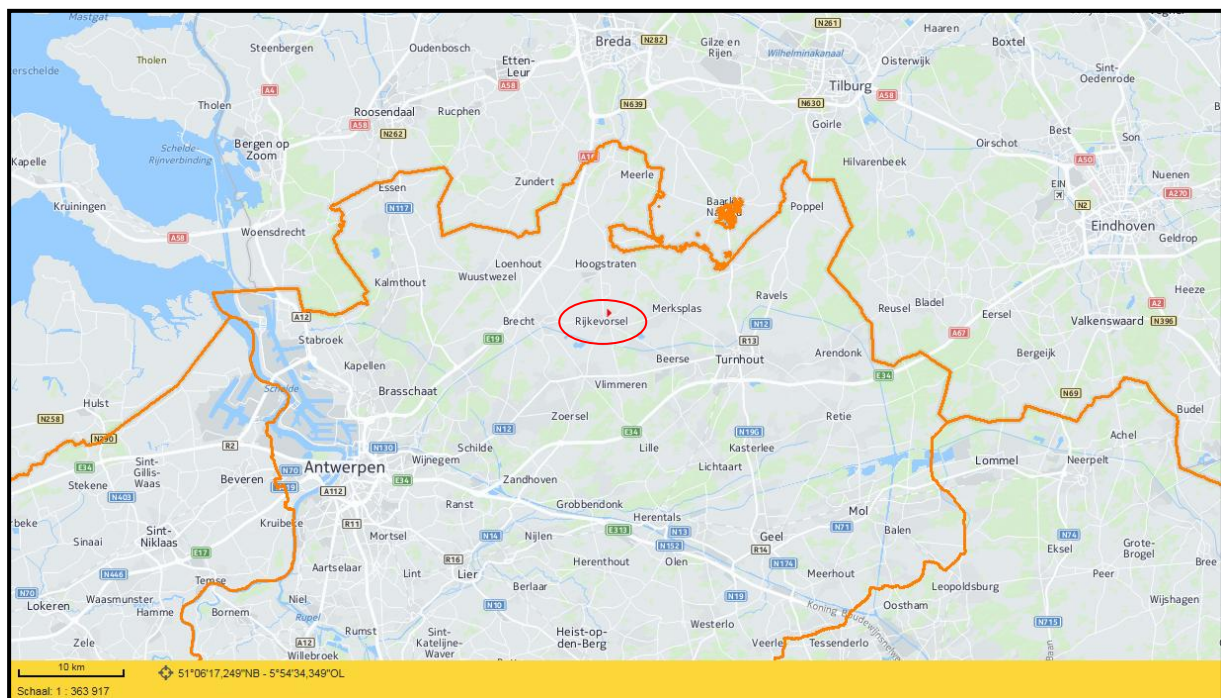 Mastgat
N261
Haaren
Steenbergen
Oudenbosch
Breda
N282
Gilze en
Rijen
Wilhelminakanaal
Boxtel
Tholen
Etten-
Leur
Oisterwijk
Sint-
Oedenrode
A4
A58
Tilburg
Tholen
Roosendaal
Rucphen
N639
N630
A58
A58
N262
Goirle
Best
Son
Schelde-
Rijnverbinding
Bergen op
Zoom
Oirschot
A50
Kapelle
Zundert
Meerle
Hilvarenbeek
Nuenen
Essen
EIN
A270
Kruiningen
N117
Poppel
N2
Eindhoven
Woensdrecht
A58
Geldrop
Loenhout
Hoogstraten
Wuustwezel
Kalmthout
Heeze
Ravels
Reusel
Bladel
A2
A12
Brecht
Rijkevorsel
Merksplas
N12
Eersel
Valkenswaard
N396
Stabroek
E19
A67
R13
Beerse
Turnhout
Arendonk
Bergeijk
Kapellen
Vlimmeren
E34
Schelde
Brasschaat
N69
Hulst
Budel
N258
Zoersel
Retie
N290
N12
E34
N19G
Achel
R2
N130
Schilde
Lille
Kasterlee
Sint-
Gillis-
Waas
Antwerpen
Wijnegem
Lichtaart
Lommel
Neerpelt
E34
N70
Stekene
Beveren
E34
Zandhoven
N403
A112
Ranst
Grobbendonk
Mol
Kruibeke
R11
Herentals
N71
Sint-
Niklaas
Mortsel
N14
Nijlen
E313
N13
Geel
Balen
N74
Grote-
Brogel
Sinaai
E17
R16
N152
R14
Eksel
Bree
Aartselaar
Lint
Lier
Herenthout
Olen
N174
Meerhout
Peer
N446
Temse
Berlaar
Leopoldsburg
N70
Waasmunster
Niel
N10
N19
Wijshagen
Lokeren
Hamme
Bornem
Rupel
Oostham
Rumst
Sint-
Katelijne-
Waver
Heist-op-
den-Berg
Westerlo
N715
Zele
A12
Willebroek
Veerle
Tessenderlo
10 km
51°06'17,249"NB - 5°54'34,349"OL
Schaal: 1 : 363 917